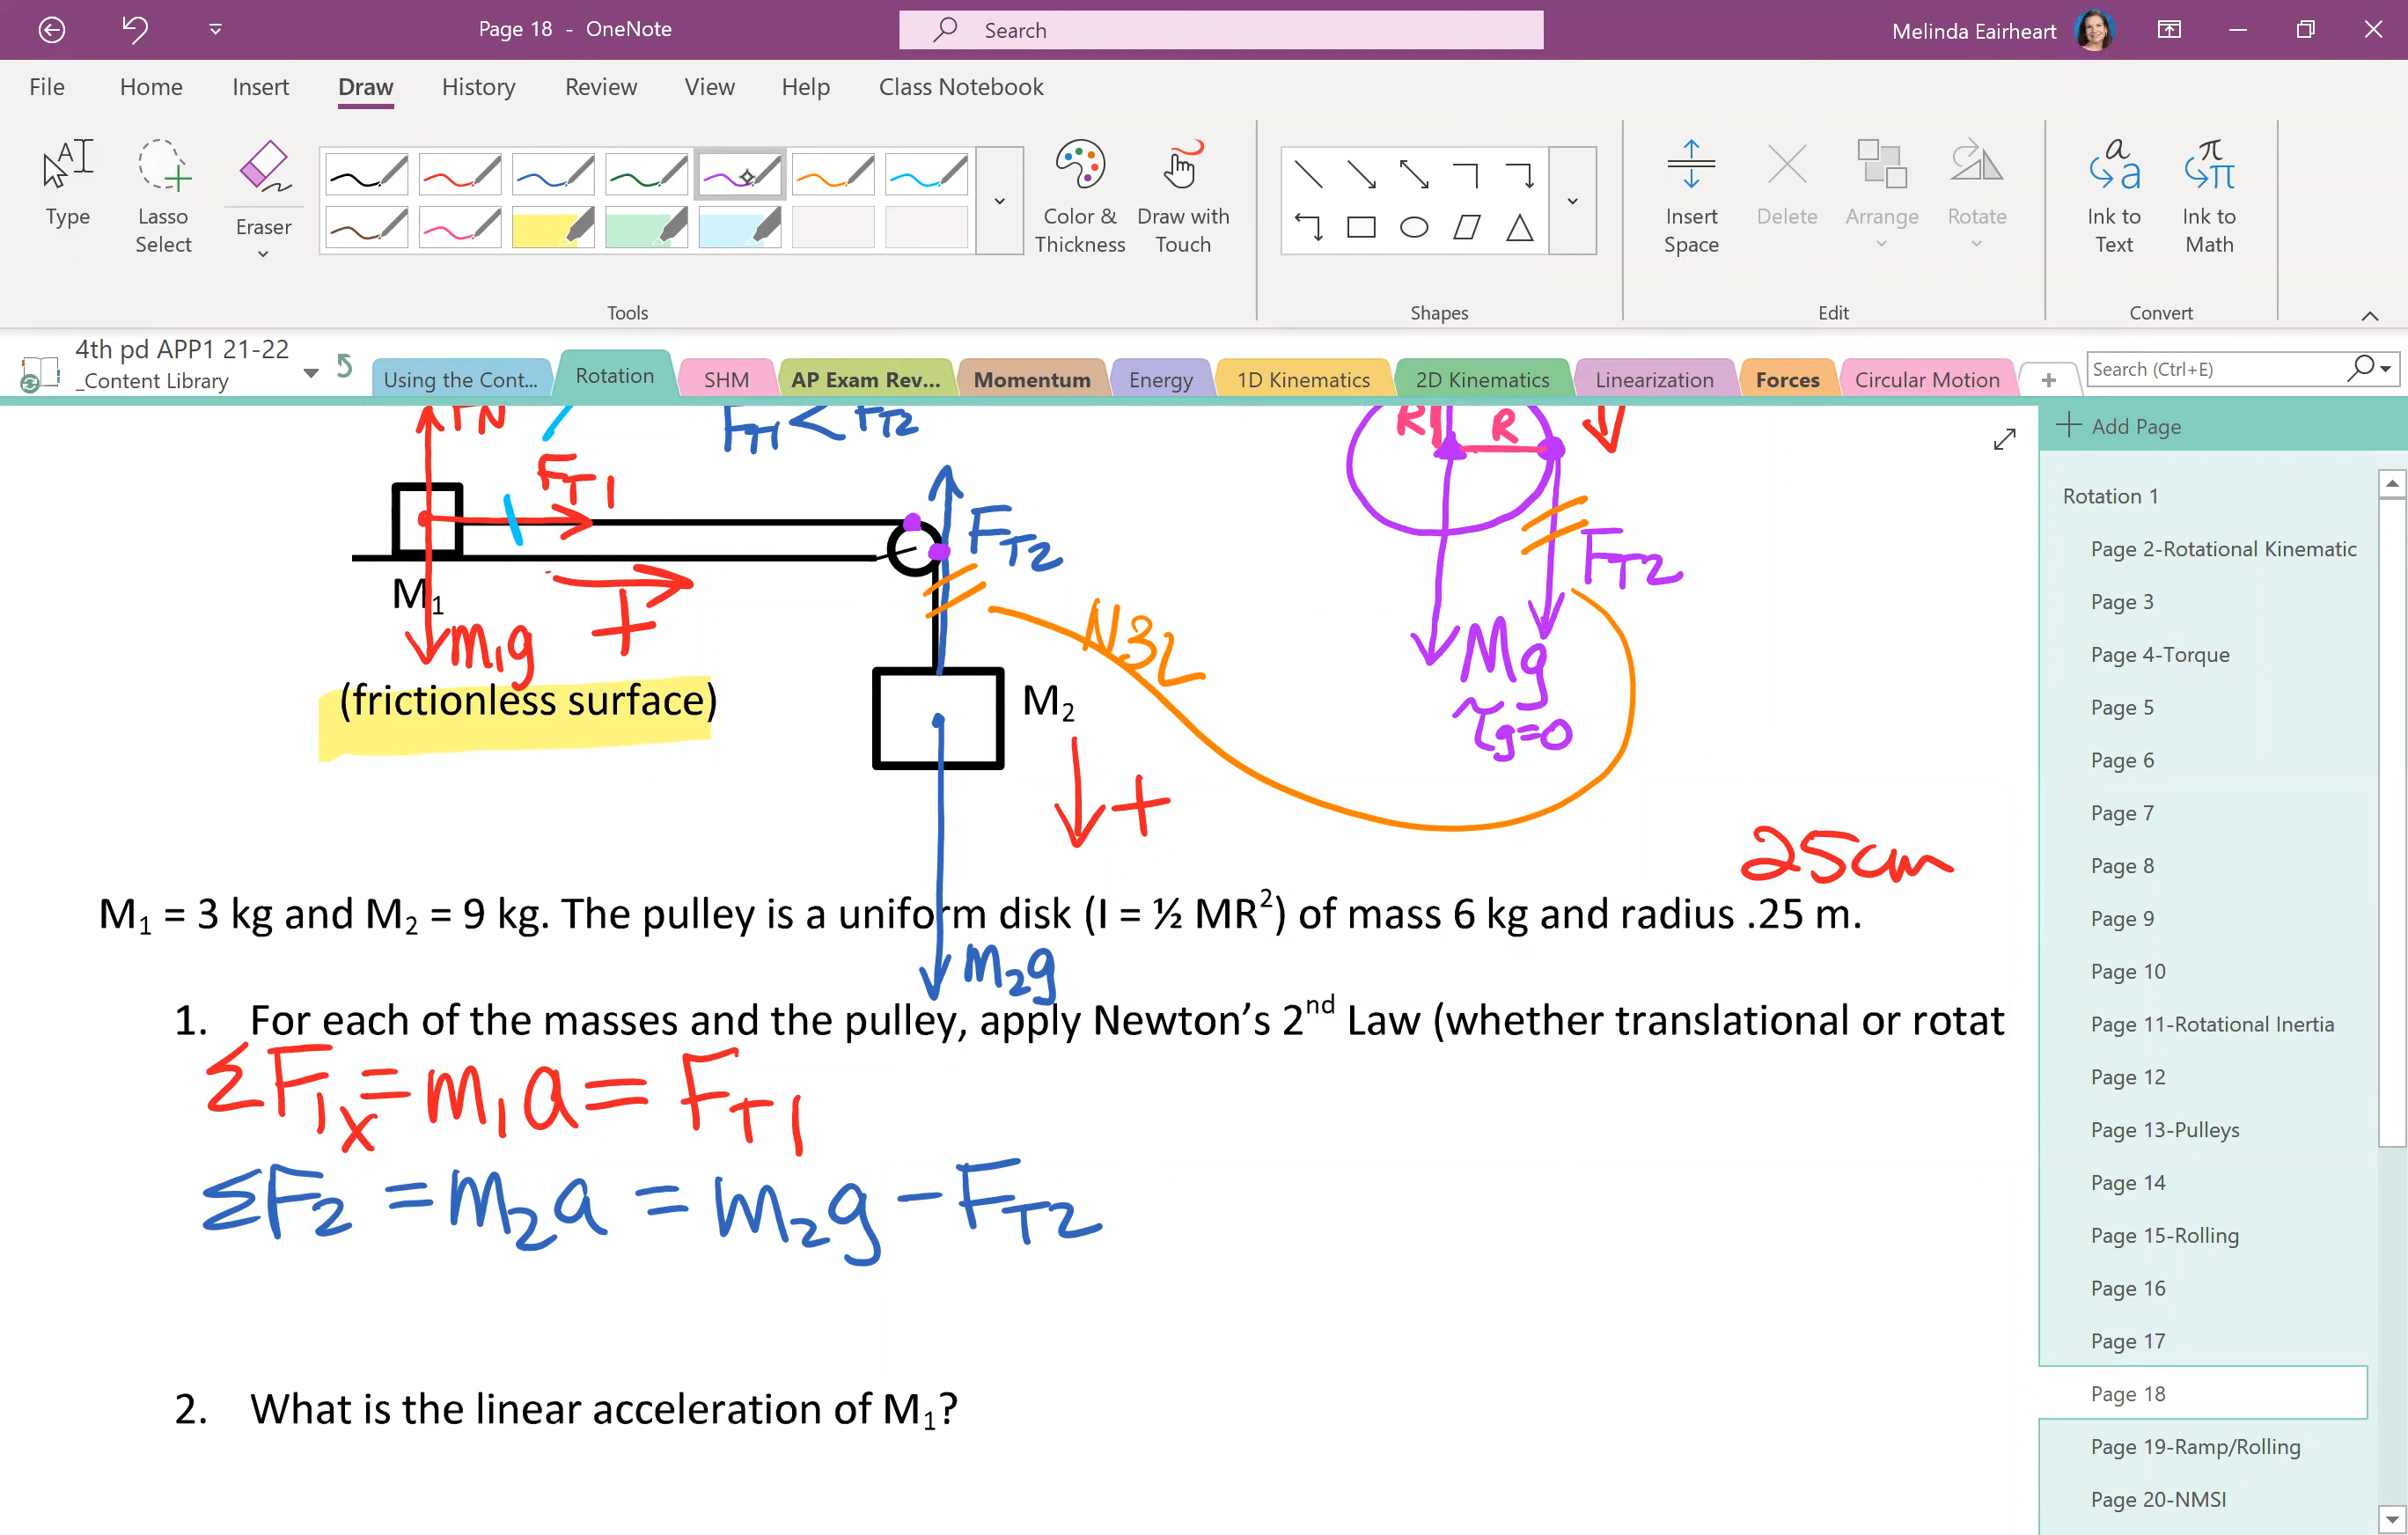 Page 18 - OneNote
Search
Melinda Eairheart
File Home Insert Draw History Review View Help Class Notebook
Type
Lasso Select
Eraser
Color & Thickness
Draw with Touch
Insert Space
Delete
Arrange
Rotate
Ink to Text
Ink to Math
Tools
Shapes
Edit
Convert
4th pd APP1 21-22
_Content Library
Using the Cont... Rotation SHM AP Exam Rev... Momentum Energy 1D Kinematics 2D Kinematics Linearization Forces Circular Motion +
Search (Ctrl+E)
FN
FT1 < FT2
R R
FT1
FT2
FT2
M₁
+
m₁g
N3L
Mg
τg=0
(frictionless surface)
M₂
+
25cm
M₁ = 3 kg and M₂ = 9 kg. The pulley is a uniform disk (I = ½ MR²) of mass 6 kg and radius .25 m.
m₂g
1. For each of the masses and the pulley, apply Newton’s 2nd Law (whether translational or rotat
ΣF1x = m₁a = FT1
ΣF2 = m₂a = m₂g - FT2
2. What is the linear acceleration of M₁?
Add Page
Rotation 1
Page 2-Rotational Kinematic
Page 3
Page 4-Torque
Page 5
Page 6
Page 7
Page 8
Page 9
Page 10
Page 11-Rotational Inertia
Page 12
Page 13-Pulleys
Page 14
Page 15-Rolling
Page 16
Page 17
Page 18
Page 19-Ramp/Rolling
Page 20-NMSI